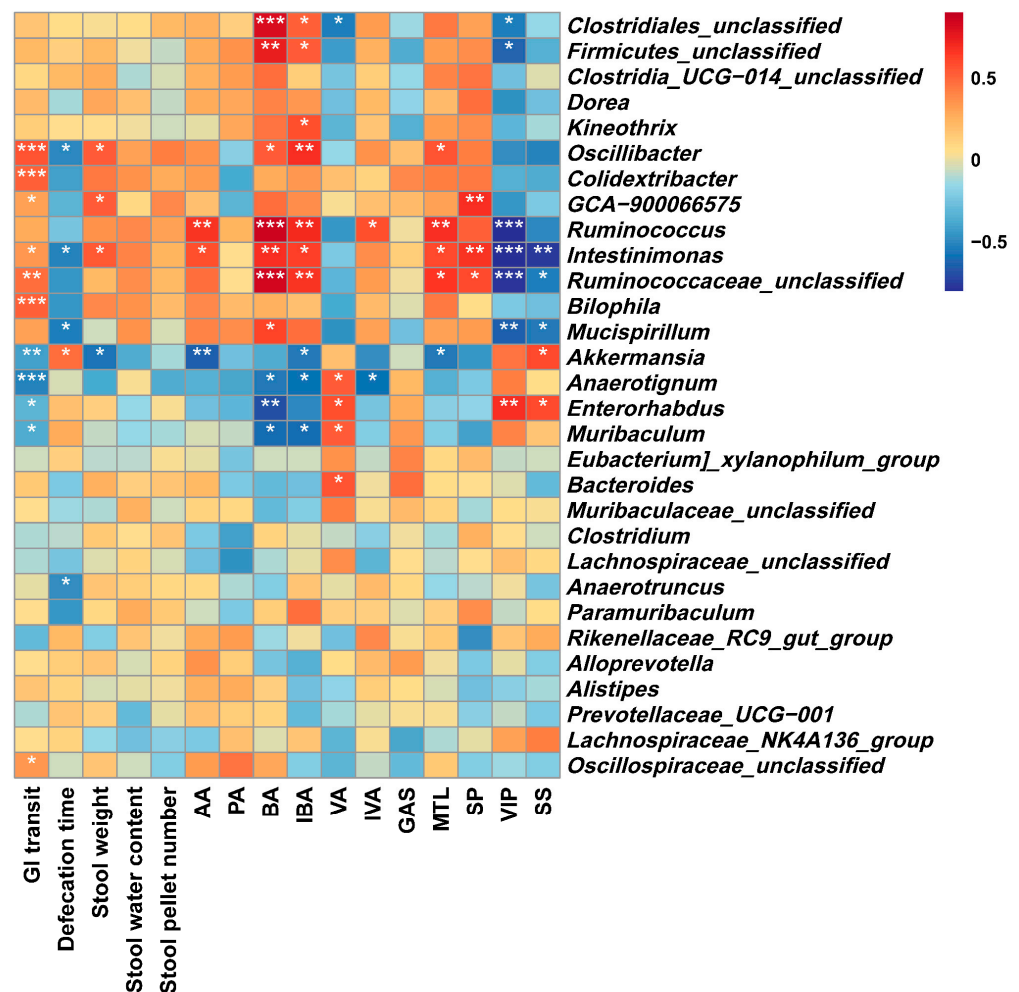 *** * * * Clostridiales_unclassified
** * * Firmicutes_unclassified
Clostridia_UCG−014_unclassified
Dorea
* Kineothrix
*** * * * ** * Oscillibacter
*** Colidextribacter
* * ** GCA−900066575
** *** ** * ** *** Ruminococcus
* * * * ** * * ** *** ** Intestinimonas
** *** ** * * *** * Ruminococcaceae_unclassified
*** Bilophila
* * ** * Mucispirillum
** * * ** * * * Akkermansia
*** * * * * Anaerotignum
* ** * ** * Enterorhabdus
* * * * Muribaculum
Eubacterium]_xylanophilum_group
* Bacteroides
Muribaculaceae_unclassified
Clostridium
Lachnospiraceae_unclassified
* Anaerotruncus
Paramuribaculum
Rikenellaceae_RC9_gut_group
Alloprevotella
Alistipes
Prevotellaceae_UCG−001
Lachnospiraceae_NK4A136_group
* Oscillospiraceae_unclassified
GI transit
Defecation time
Stool weight
Stool water content
Stool pellet number
AA
PA
BA
IBA
VA
IVA
GAS
MTL
SP
VIP
SS
0.5
0
−0.5